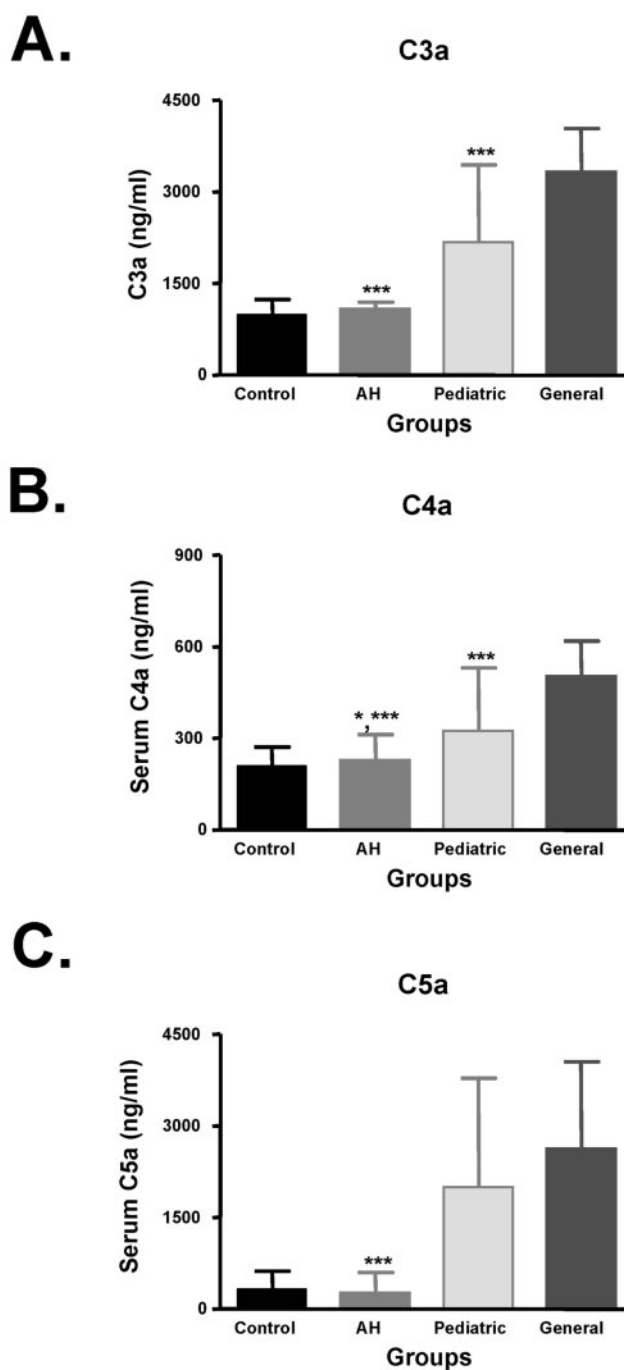 A.
C3a
4500
3000
1500
0
C3a (ng/ml)
***
***
Control AH Pediatric General
Groups
B.
C4a
900
600
300
0
Serum C4a (ng/ml)
*,***
***
Control AH Pediatric General
Groups
C.
C5a
4500
3000
1500
0
Serum C5a (ng/ml)
***
Control AH Pediatric General
Groups